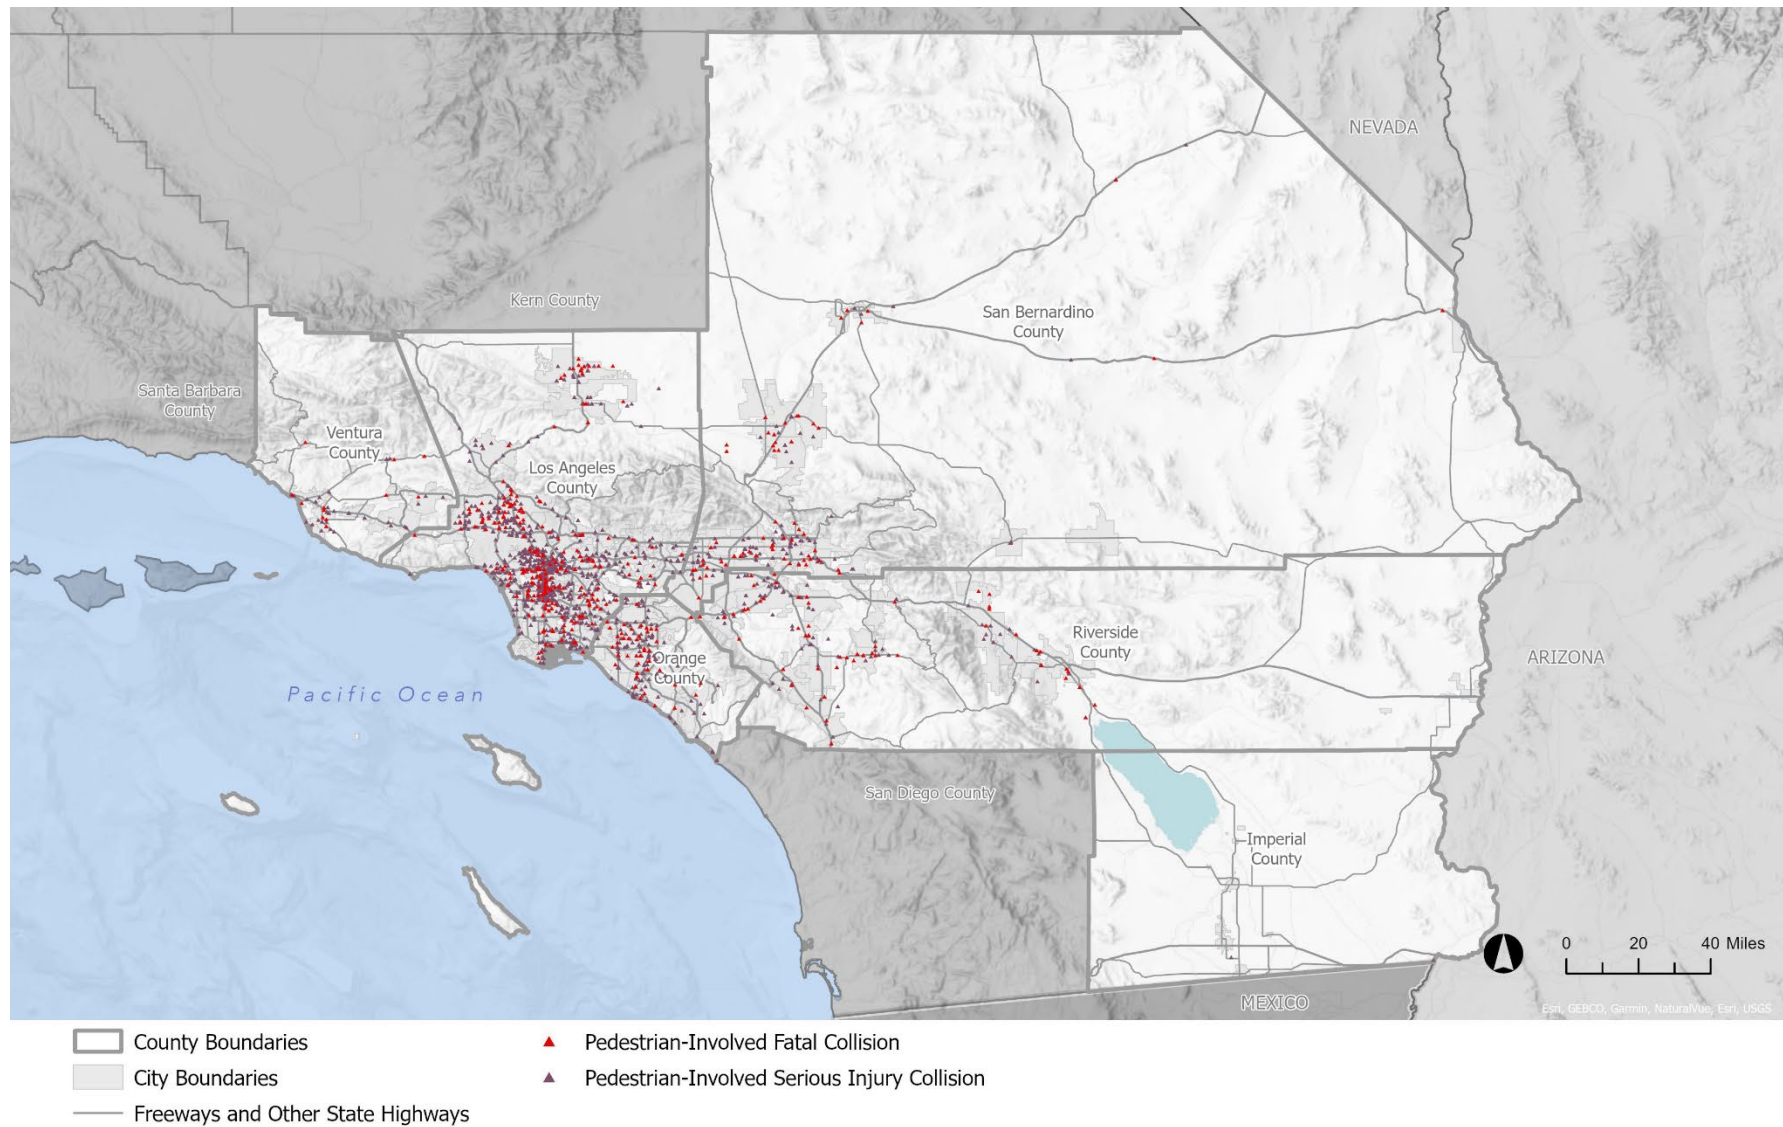 NEVADA
Kern County
San Bernardino
County
Santa Barbara
County
Ventura
County
Los Angeles
County
Riverside
County
ARIZONA
Orange
County
Pacific Ocean
San Diego County
Imperial
County
0 20 40 Miles
MEXICO
Esri, GEBCO, Garmin, NaturalVue, Esri, USGS
County Boundaries
City Boundaries
Freeways and Other State Highways
Pedestrian-Involved Fatal Collision
Pedestrian-Involved Serious Injury Collision